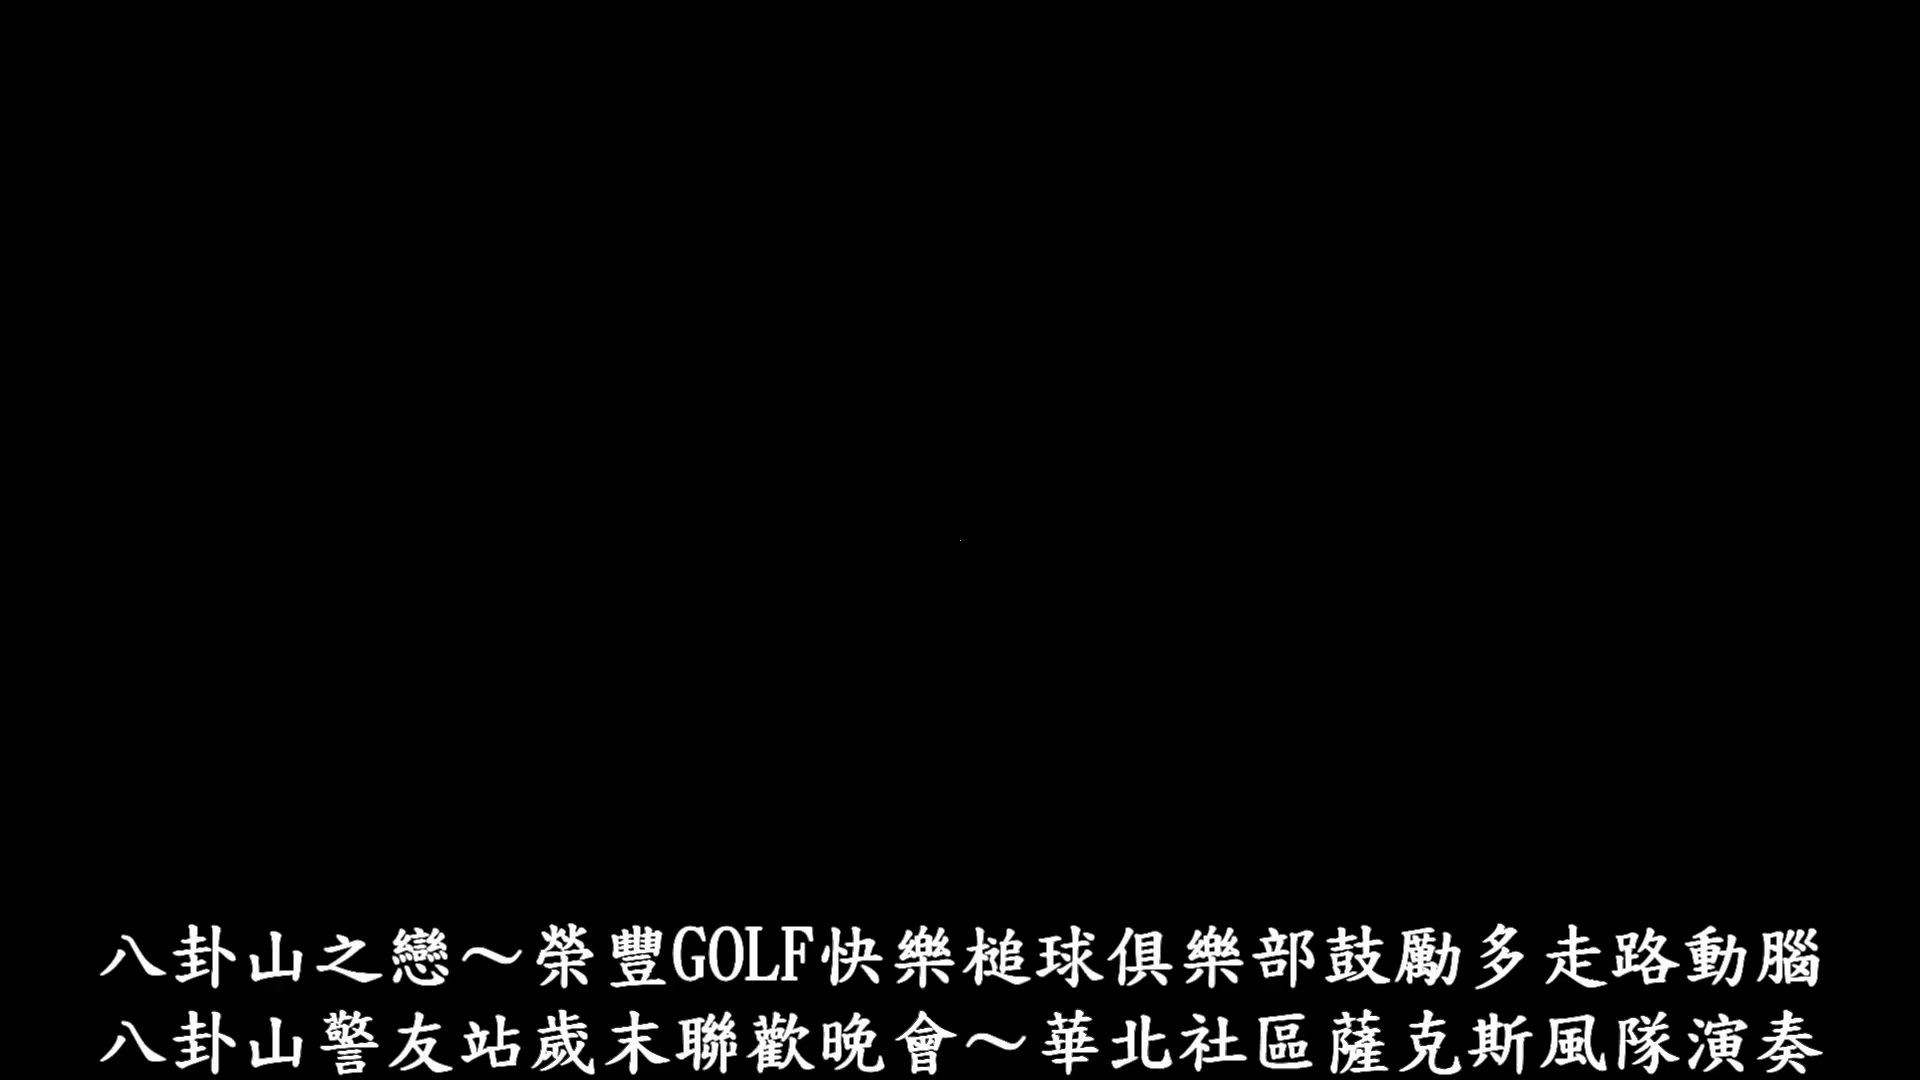 八卦山之戀～榮豐GOLF快樂槌球俱樂部鼓勵多走路動腦
八卦山警友站歲末聯歡晚會～華北社區薩克斯風隊演奏